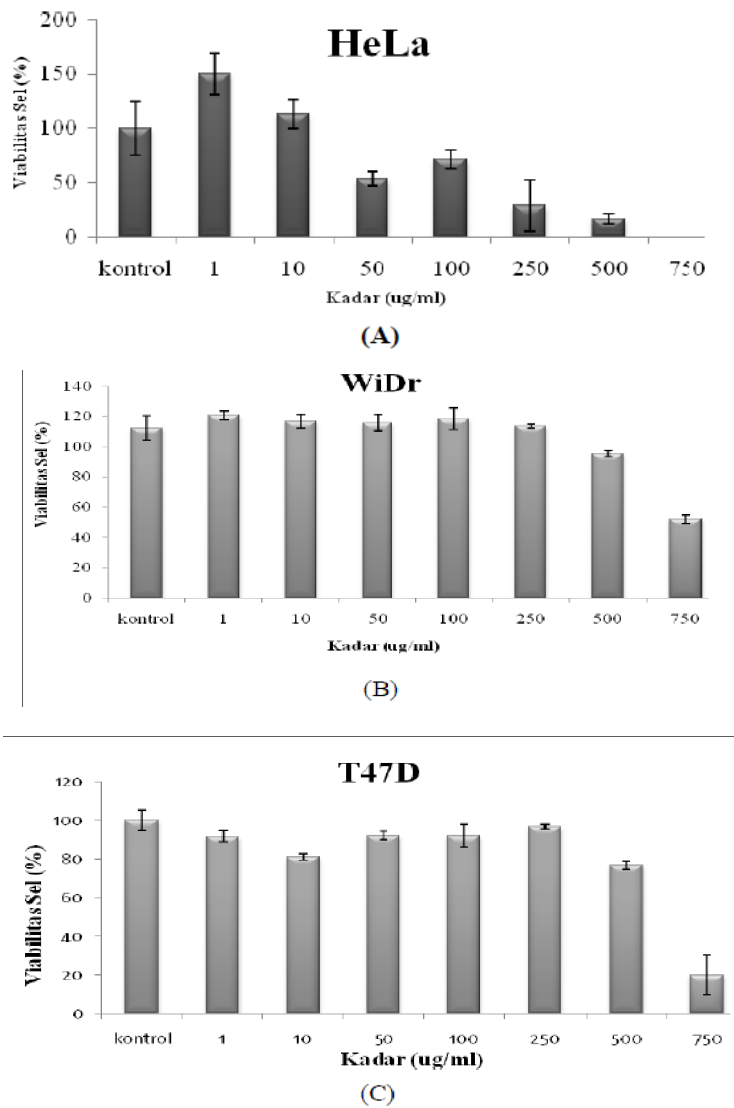 HeLa
200
150
100
50
0
Viabilitas Sel (%)
kontrol 1 10 50 100 250 500 750
Kadar (ug/ml)
(A)
WiDr
140
120
100
80
60
40
20
0
Viabilitas Sel (%)
kontrol 1 10 50 100 250 500 750
Kadar (ug/ml)
(B)
T47D
120
100
80
60
40
20
0
Viabilitas Sel (%)
kontrol 1 10 50 100 250 500 750
Kadar (ug/ml)
(C)